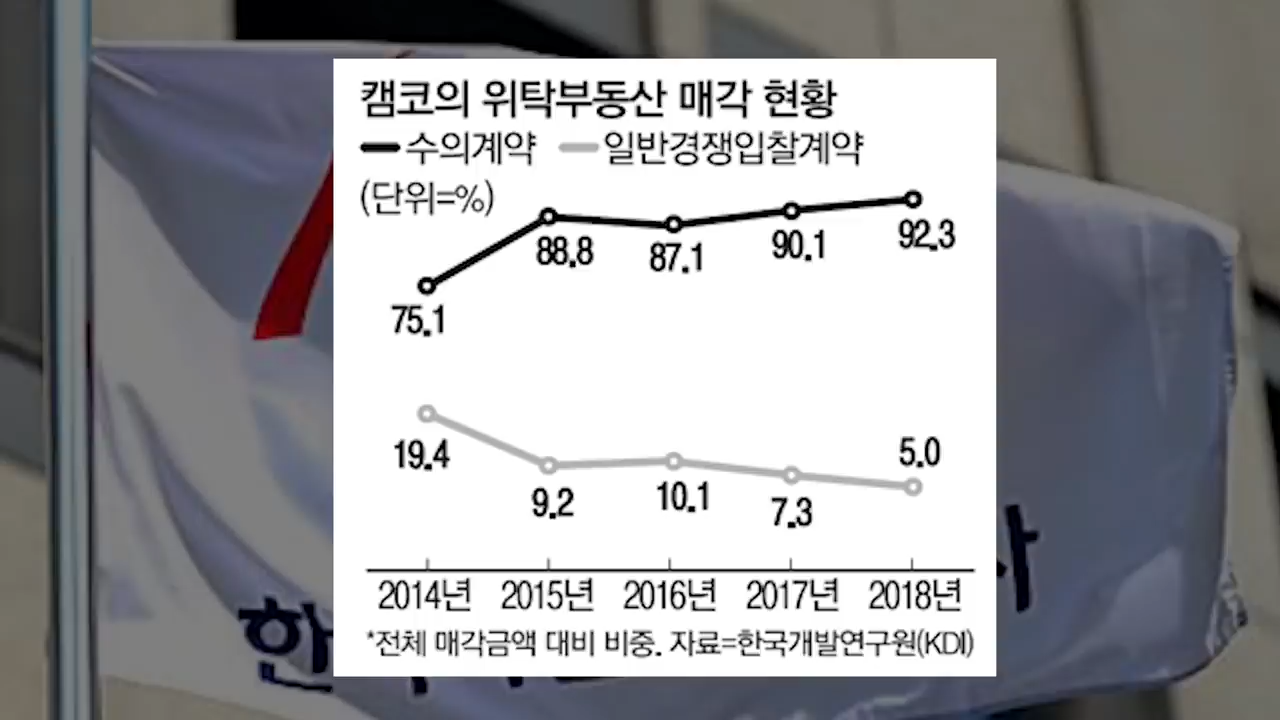 캠코의 위탁부동산 매각 현황
수의계약 일반경쟁입찰계약
(단위=%)
88.8 87.1 90.1 92.3
75.1
19.4 5.0
9.2 10.1 7.3
2014년 2015년 2016년 2017년 2018년
*전체 매각금액 대비 비중. 자료=한국개발연구원(KDI)
한
사